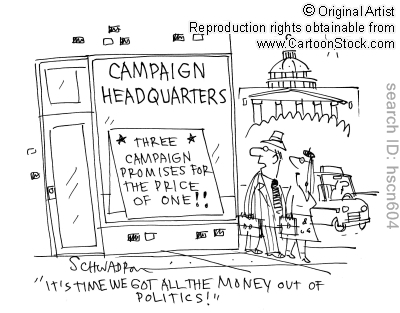 © Original Artist
Reproduction rights obtainable from
www.CartoonStock.com
CAMPAIGN
HEADQUARTERS
★ THREE ★
CAMPAIGN
PROMISES FOR
THE PRICE
OF ONE!!
search ID: hscn604
SCHWADRON
"IT'S TIME WE GOT ALL THE MONEY OUT OF
POLITICS!"